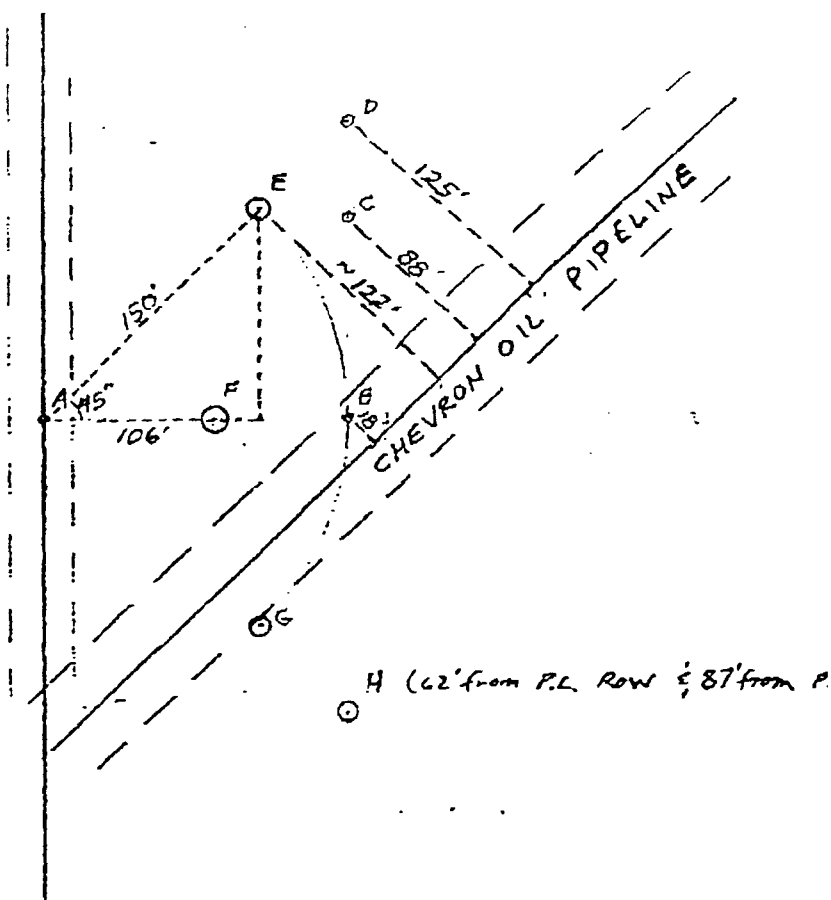 D
125'
E
C
88'
~122'
150'
CHEVRON OIL PIPELINE
A
45°
F
B
18'
106'
G
H (62' from P.L. ROW & 87' from P.